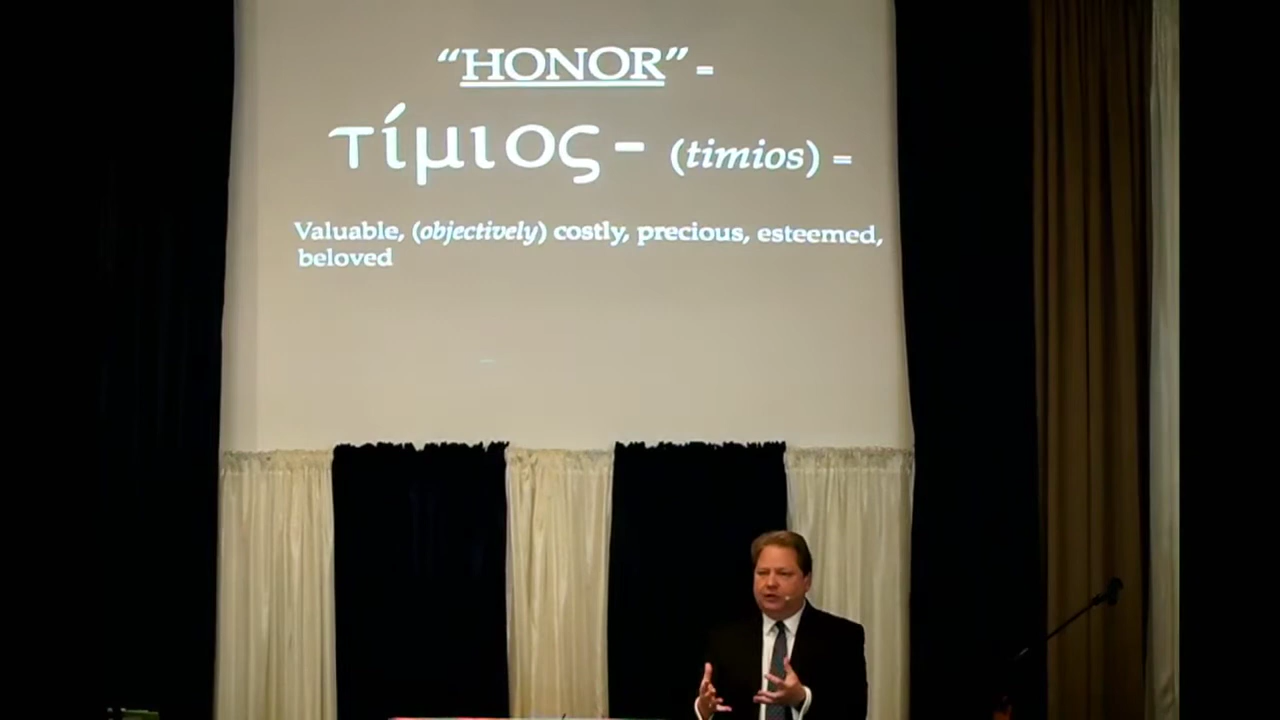 “HONOR” =
τίμιος - (timios) =
Valuable, (objectively) costly, precious, esteemed,
beloved